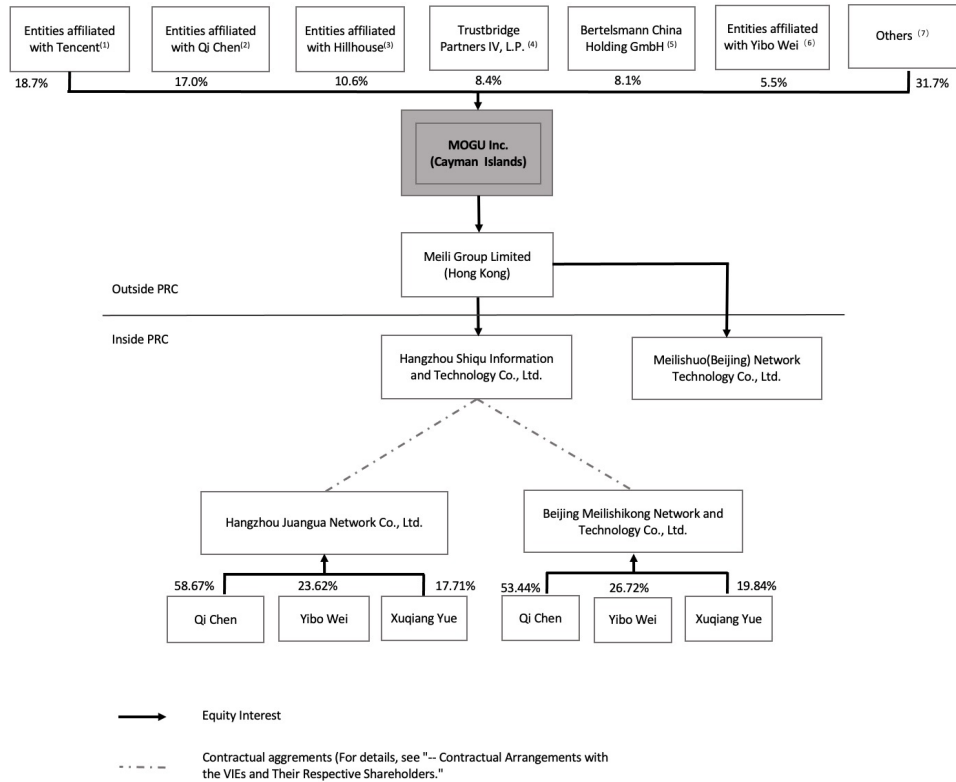 Entities affiliated
with Tencent(1)
Entities affiliated
with Qi Chen(2)
Entities affiliated
with Hillhouse(3)
Trustbridge
Partners IV, L.P. (4)
Bertelsmann China
Holding GmbH (5)
Entities affiliated
with Yibo Wei (6)
Others (7)
18.7%
17.0%
10.6%
8.4%
8.1%
5.5%
31.7%
MOGU Inc.
(Cayman Islands)
Meili Group Limited
(Hong Kong)
Outside PRC
Inside PRC
Hangzhou Shiqu Information
and Technology Co., Ltd.
Meilishuo(Beijing) Network
Technology Co., Ltd.
Hangzhou Juangua Network Co., Ltd.
Beijing Meilishikong Network and
Technology Co., Ltd.
58.67%
23.62%
17.71%
53.44%
26.72%
19.84%
Qi Chen
Yibo Wei
Xuqiang Yue
Qi Chen
Yibo Wei
Xuqiang Yue
Equity Interest
Contractual aggrements (For details, see "-- Contractual Arrangements with
the VIEs and Their Respective Shareholders."